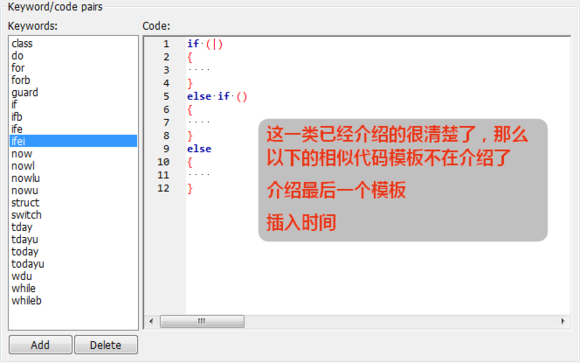 Keyword/code pairs
Keywords:
class
do
for
forb
guard
if
ifb
ife
ifei
now
nowl
nowlu
nowu
struct
switch
tday
tdayu
today
todayu
wdu
while
whileb
Add
Delete
Code:
1 if·(|)
2 {
3 ····
4 }
5 else·if·()
6 {
7 ····
8 }
9 else
10 {
11 ····
12 }
这一类已经介绍的很清楚了，那么
以下的相似代码模板不在介绍了
介绍最后一个模板
插入时间